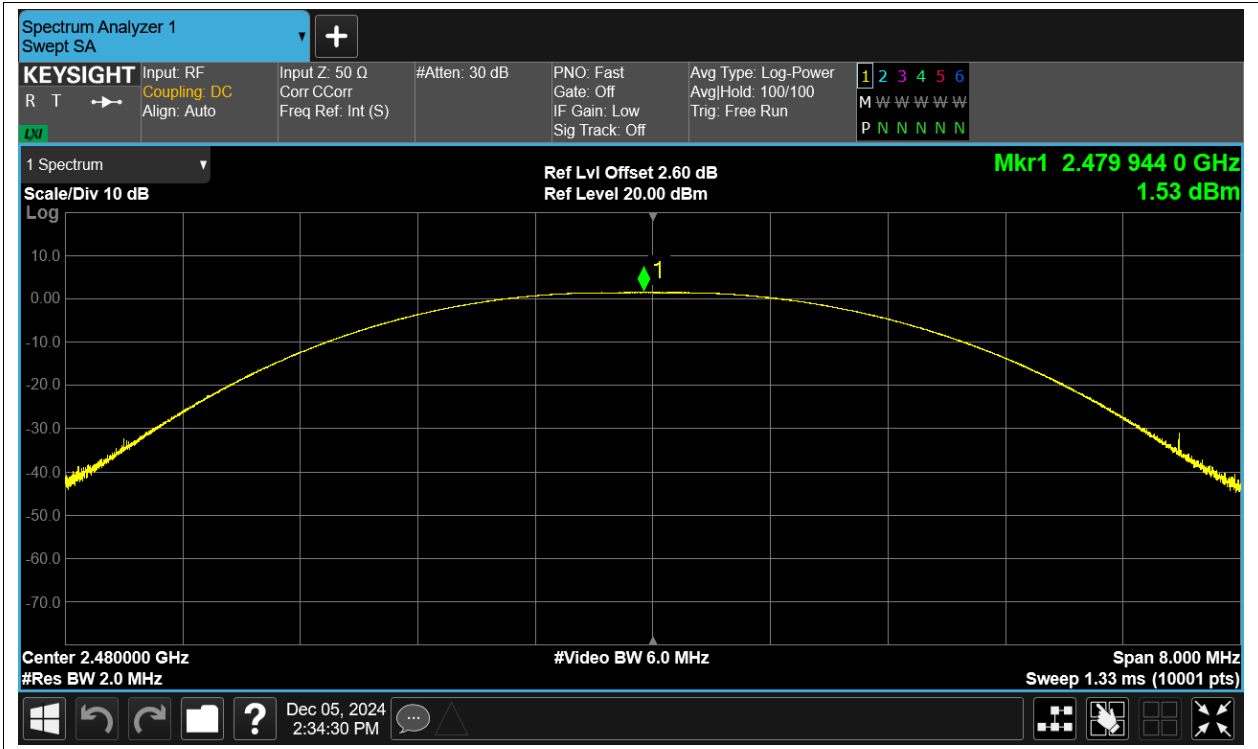 Spectrum Analyzer 1
Swept SA
KEYSIGHT
R T
LXI
Input: RF
Coupling: DC
Align: Auto
Input Z: 50 Ω
Corr CCorr
Freq Ref: Int (S)
#Atten: 30 dB
PNO: Fast
Gate: Off
IF Gain: Low
Sig Track: Off
Avg Type: Log-Power
Avg|Hold: 100/100
Trig: Free Run
1 2 3 4 5 6
M W W W W W
P N N N N N
1 Spectrum
Scale/Div 10 dB
Log
Ref Lvl Offset 2.60 dB
Ref Level 20.00 dBm
Mkr1 2.479 944 0 GHz
1.53 dBm
1
10.0
0.00
-10.0
-20.0
-30.0
-40.0
-50.0
-60.0
-70.0
Center 2.480000 GHz
#Res BW 2.0 MHz
#Video BW 6.0 MHz
Span 8.000 MHz
Sweep 1.33 ms (10001 pts)
?
Dec 05, 2024
2:34:30 PM